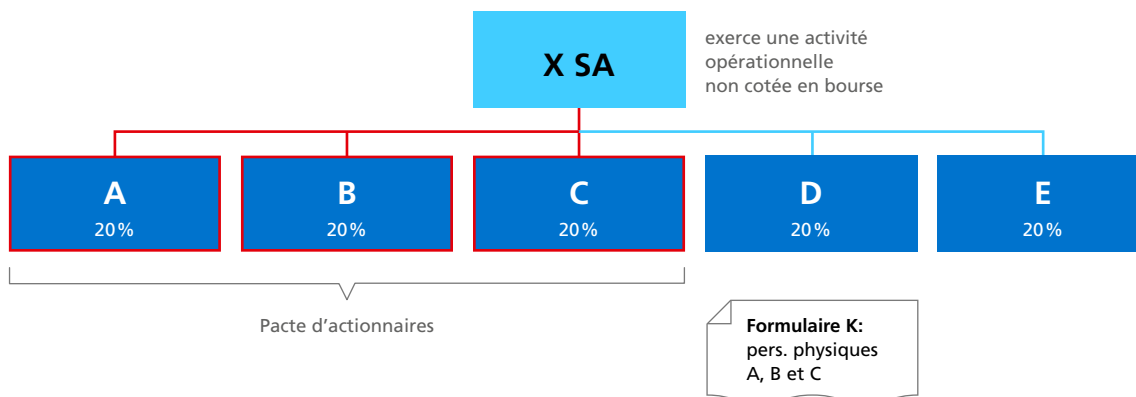 X SA
exerce une activité
opérationnelle
non cotée en bourse
A
20 %
B
20 %
C
20 %
D
20 %
E
20 %
Pacte d’actionnaires
Formulaire K:
pers. physiques
A, B et C